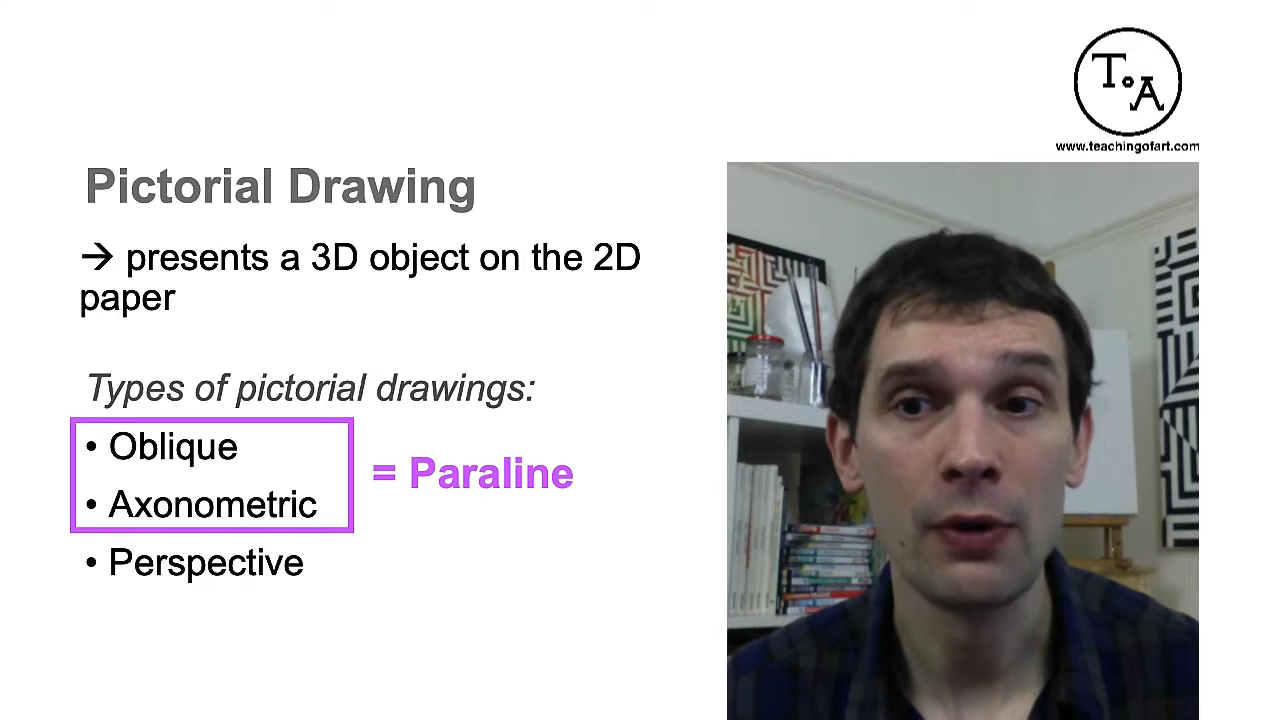 T.A
www.teachingofart.com
Pictorial Drawing
→ presents a 3D object on the 2D
paper
Types of pictorial drawings:
• Oblique
• Axonometric
= Paraline
• Perspective